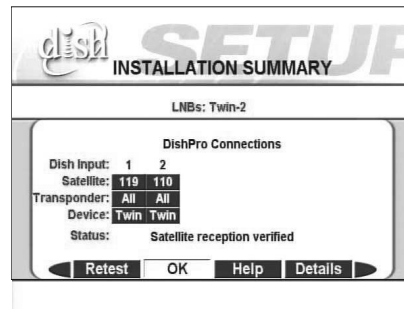 dish
SETUP
INSTALLATION SUMMARY
LNBs: Twin-2
DishPro Connections
Dish Input: 1 2
Satellite: 119 110
Transponder: All All
Device: Twin Twin
Status: Satellite reception verified
Retest OK Help Details